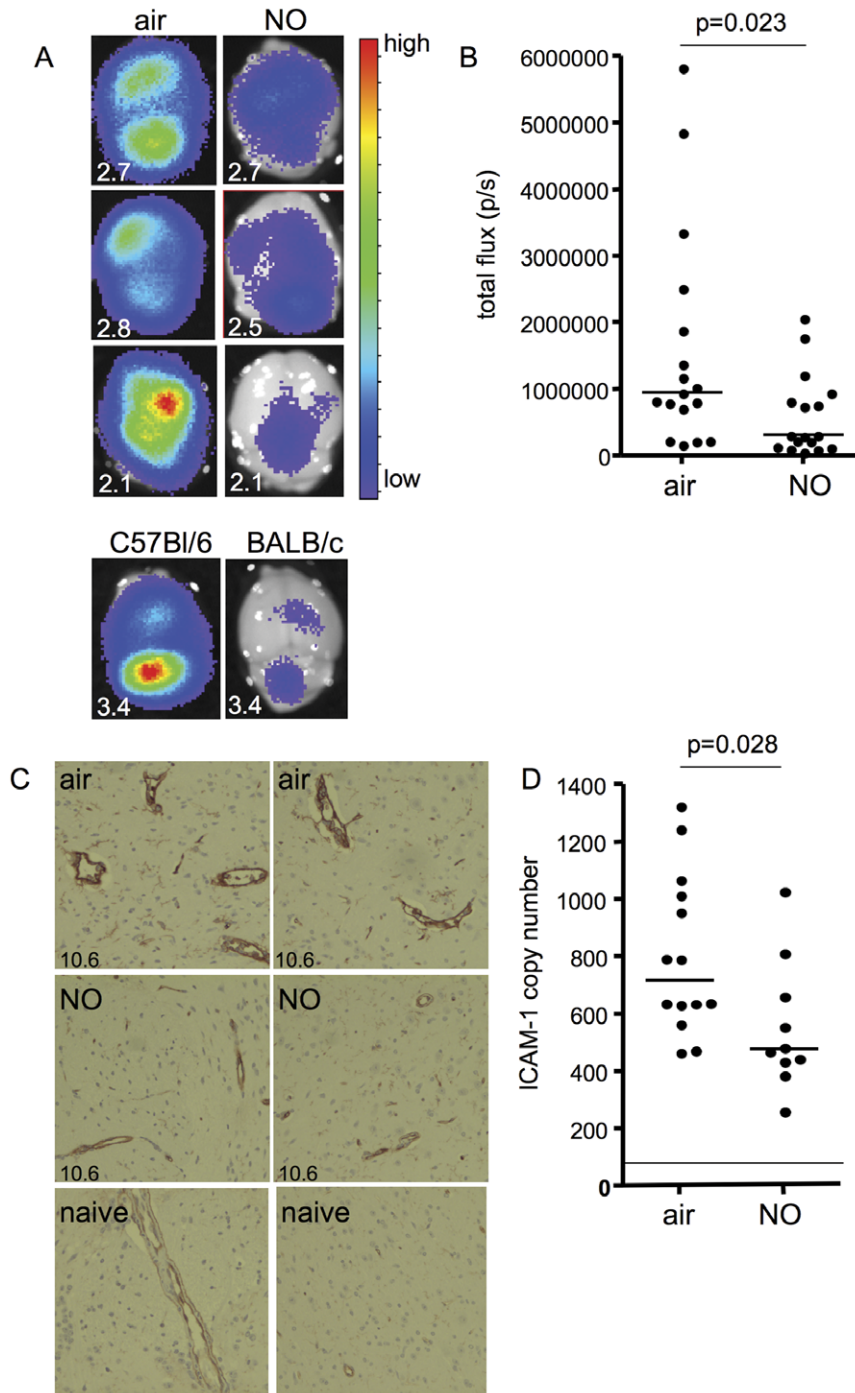 A
air NO
high
low
2.7 2.7
2.8 2.5
2.1 2.1
C57Bl/6 BALB/c
3.4 3.4
B
p=0.023
total flux (p/s)
6000000
5000000
4000000
3000000
2000000
1000000
0
air NO
C
air air
10.6 10.6
NO NO
10.6 10.6
naive naive
D
p=0.028
ICAM-1 copy number
1400
1200
1000
800
600
400
200
0
air NO